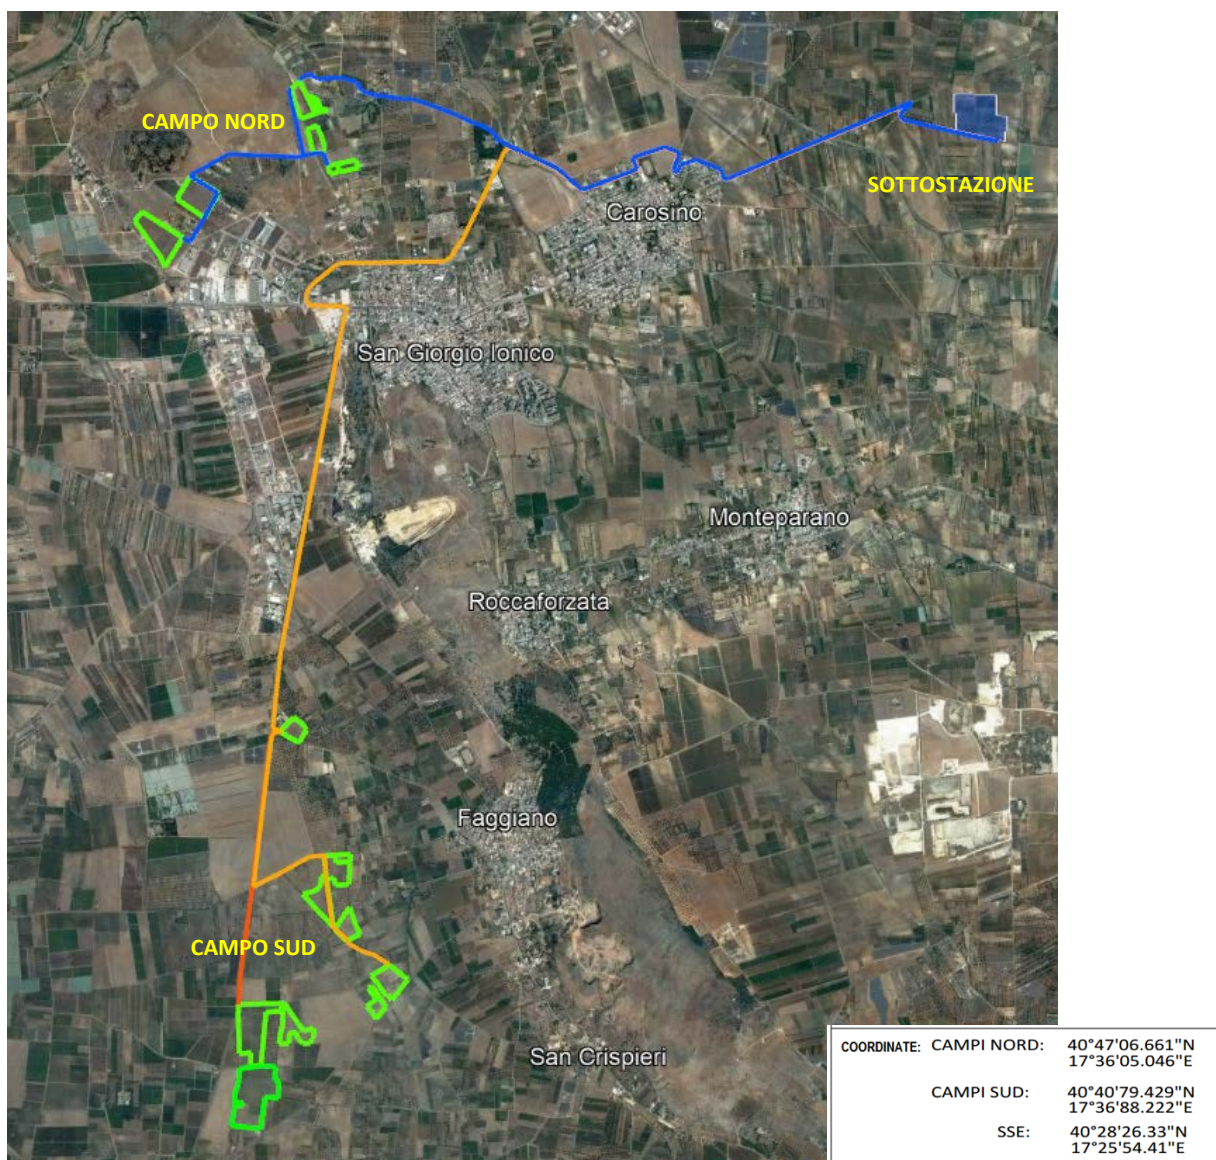 CAMPO NORD
SOTTOSTAZIONE
Carosino
San Giorgio Ionico
Monteparano
Roccaforzata
Faggiano
CAMPO SUD
San Crispieri
COORDINATE: CAMPI NORD: 40°47'06.661"N
17°36'05.046"E
CAMPI SUD: 40°40'79.429"N
17°36'88.222"E
SSE: 40°28'26.33"N
17°25'54.41"E